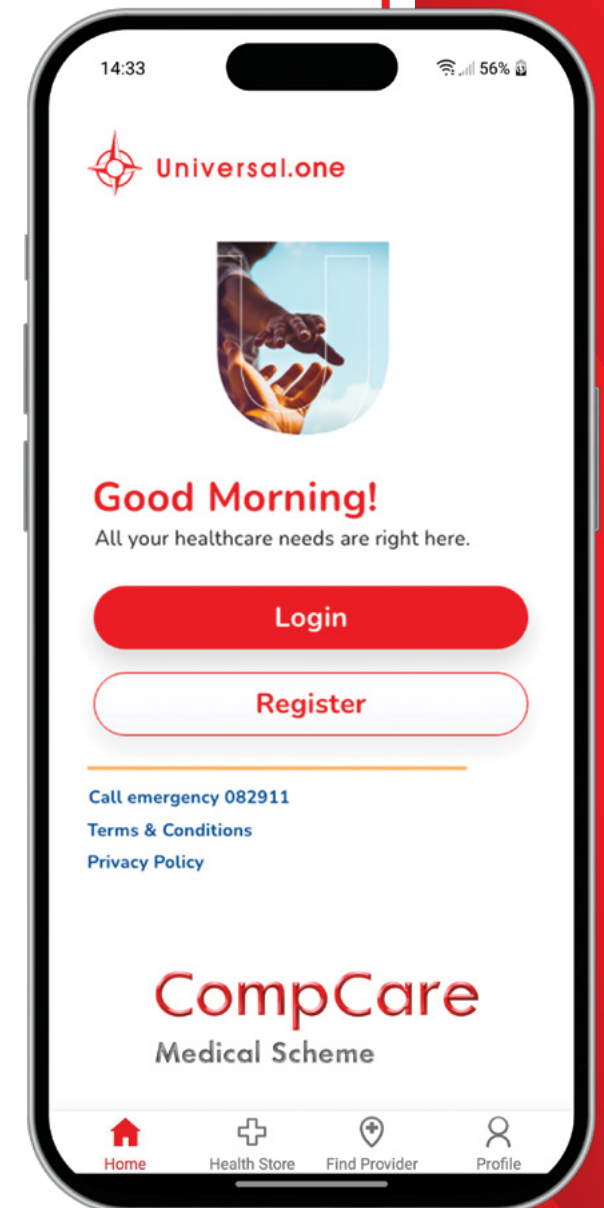 14:33 56%
Universal.one
Good Morning!
All your healthcare needs are right here.
Login
Register
Call emergency 082911
Terms & Conditions
Privacy Policy
CompCare
Medical Scheme
Home Health Store Find Provider Profile